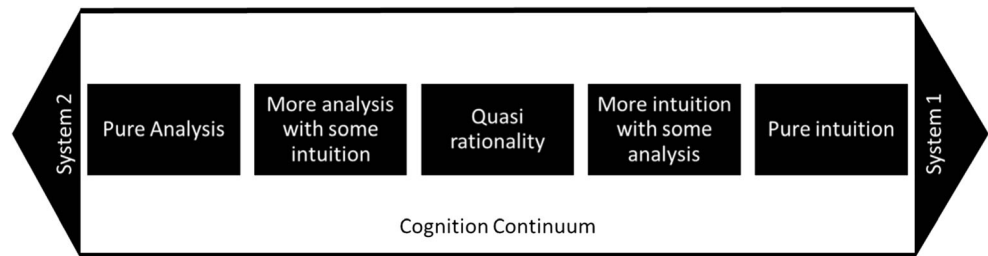 System 2
Pure Analysis
More analysis
with some
intuition
Quasi
rationality
More intuition
with some
analysis
Pure intuition
System 1
Cognition Continuum